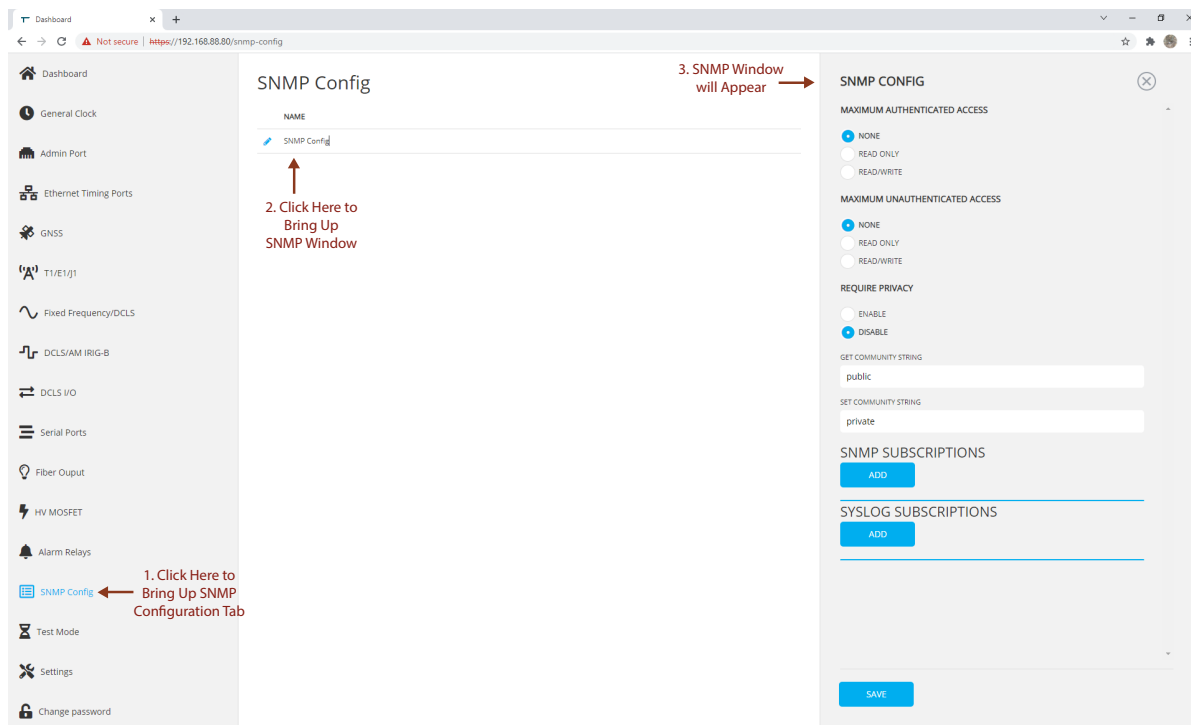 Dashboard
Not secure | https://192.168.88.80/snmp-config
Dashboard
General Clock
Admin Port
Ethernet Timing Ports
GNSS
T1/E1/J1
Fixed Frequency/DCLS
DCLS/AM IRIG-B
DCLS I/O
Serial Ports
Fiber Ouput
HV MOSFET
Alarm Relays
SNMP Config
Test Mode
Settings
Change password
1. Click Here to
Bring Up SNMP
Configuration Tab
SNMP Config
NAME
SNMP Config
2. Click Here to
Bring Up
SNMP Window
3. SNMP Window
will Appear
SNMP CONFIG
MAXIMUM AUTHENTICATED ACCESS
NONE
READ ONLY
READ/WRITE
MAXIMUM UNAUTHENTICATED ACCESS
NONE
READ ONLY
READ/WRITE
REQUIRE PRIVACY
ENABLE
DISABLE
GET COMMUNITY STRING
public
SET COMMUNITY STRING
private
SNMP SUBSCRIPTIONS
ADD
SYSLOG SUBSCRIPTIONS
ADD
SAVE